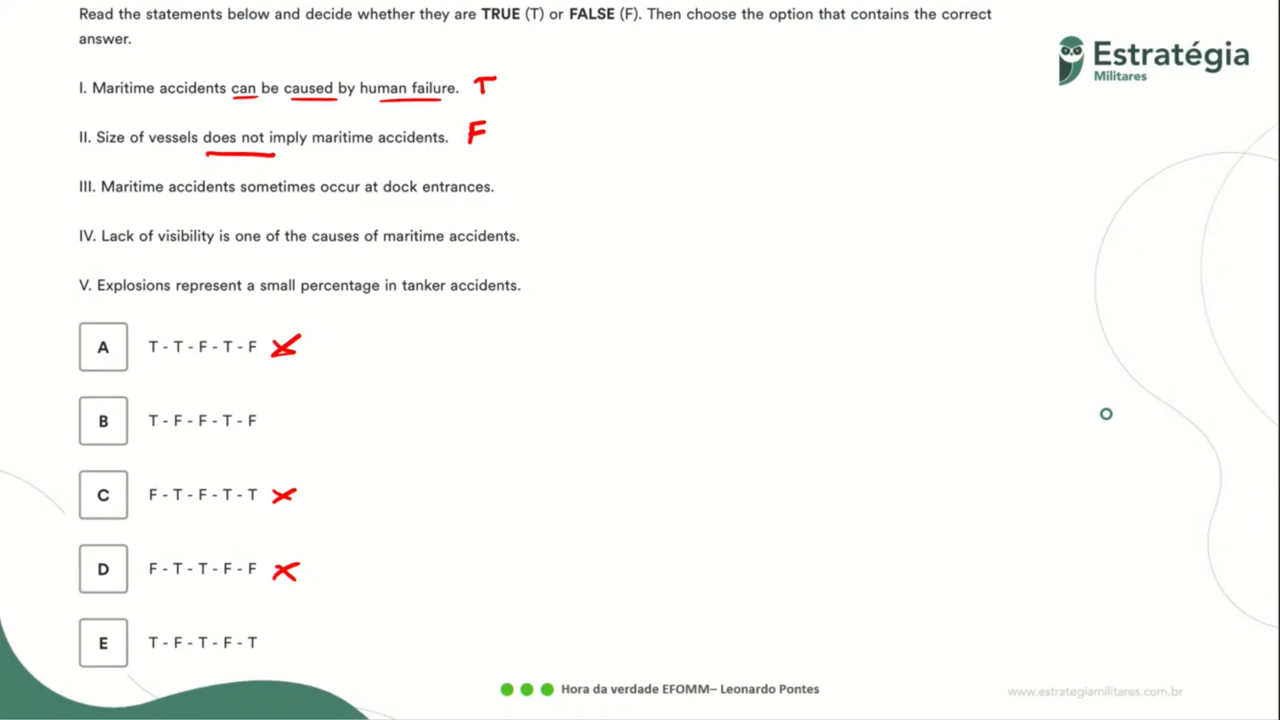 Read the statements below and decide whether they are TRUE (T) or FALSE (F). Then choose the option that contains the correct
answer.
Estratégia
Militares
I. Maritime accidents can be caused by human failure. T
II. Size of vessels does not imply maritime accidents. F
III. Maritime accidents sometimes occur at dock entrances.
IV. Lack of visibility is one of the causes of maritime accidents.
V. Explosions represent a small percentage in tanker accidents.
A T - T - F - T - F
B T - F - F - T - F
C F - T - F - T - T
D F - T - T - F - F
E T - F - T - F - T
Hora da verdade EFOMM– Leonardo Pontes
www.estrategiamilitares.com.br